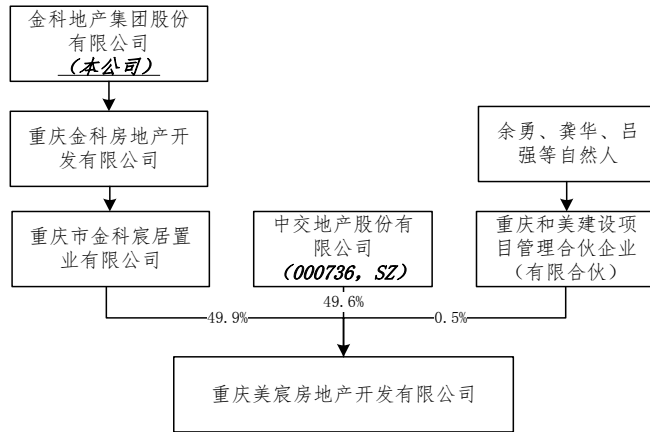 金科地产集团股份
有限公司
（本公司）
重庆金科房地产开
发有限公司
余勇、龚华、吕
强等自然人
重庆市金科宸居置
业有限公司
中交地产股份有
限公司
（000736，SZ）
重庆和美建设项
目管理合伙企业
（有限合伙）
49.9%
49.6%
0.5%
重庆美宸房地产开发有限公司